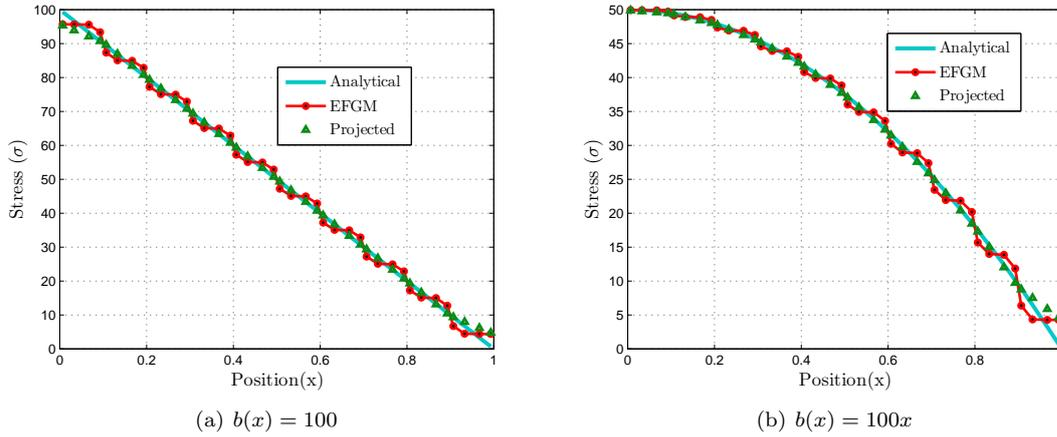 100
90
80
70
60
50
40
30
20
10
0
Stress (σ)
0 0.2 0.4 0.6 0.8 1
Position(x)
Analytical
EFGM
Projected
(a) b(x) = 100
50
45
40
35
30
25
20
15
10
5
0
Stress (σ)
0 0.2 0.4 0.6 0.8
Position(x)
Analytical
EFGM
Projected
(b) b(x) = 100x